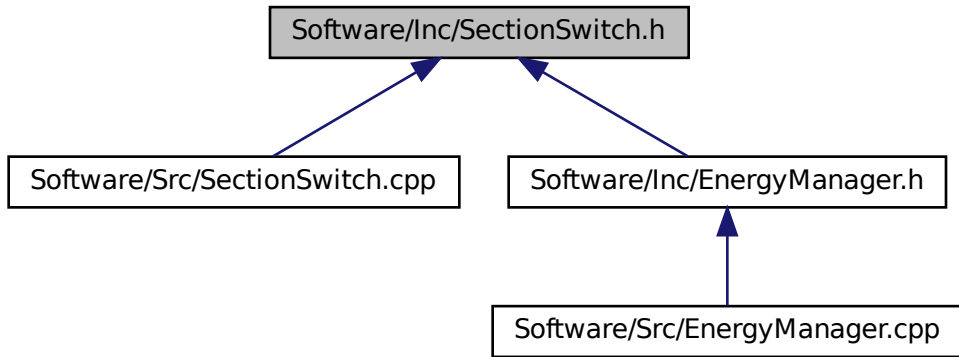 Software/Inc/SectionSwitch.h
Software/Src/SectionSwitch.cpp
Software/Inc/EnergyManager.h
Software/Src/EnergyManager.cpp